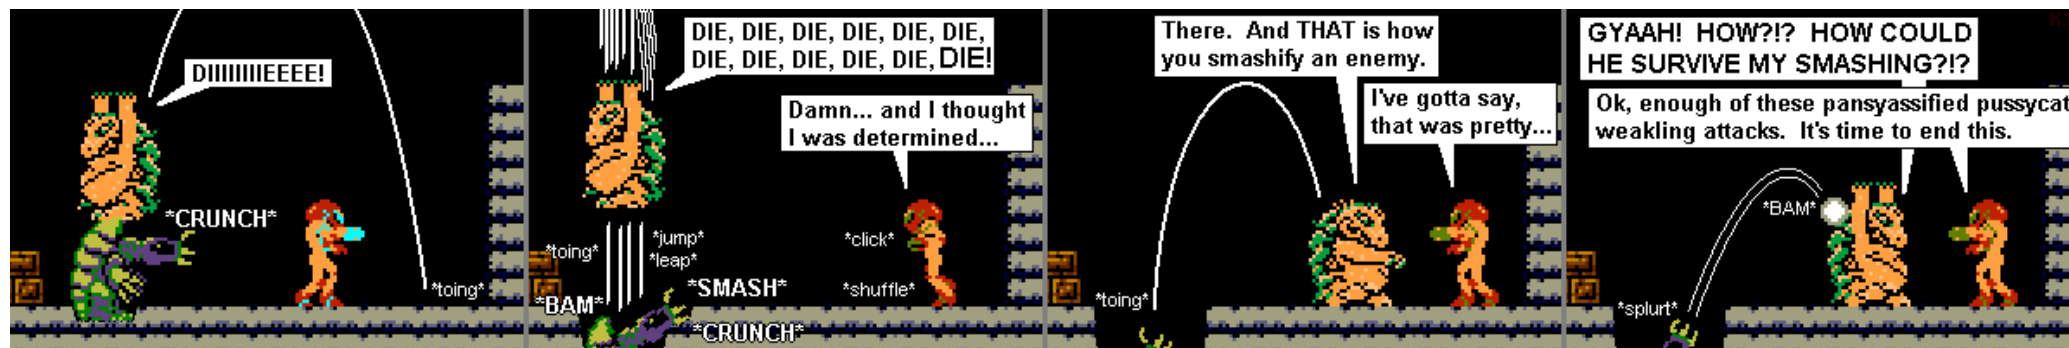 DIIIIIIIIEEEE!
*CRUNCH*
*toing*
DIE, DIE, DIE, DIE, DIE, DIE,
DIE, DIE, DIE, DIE, DIE, DIE!
Damn... and I thought
I was determined...
*toing*
*jump*
*leap*
*click*
*BAM*
*SMASH*
*shuffle*
*CRUNCH*
There. And THAT is how
you smashify an enemy.
I've gotta say,
that was pretty...
*toing*
GYAAH! HOW?!? HOW COULD
HE SURVIVE MY SMASHING?!?
Ok, enough of these pansyassified pussycat
weakling attacks. It's time to end this.
*BAM*
*splurt*